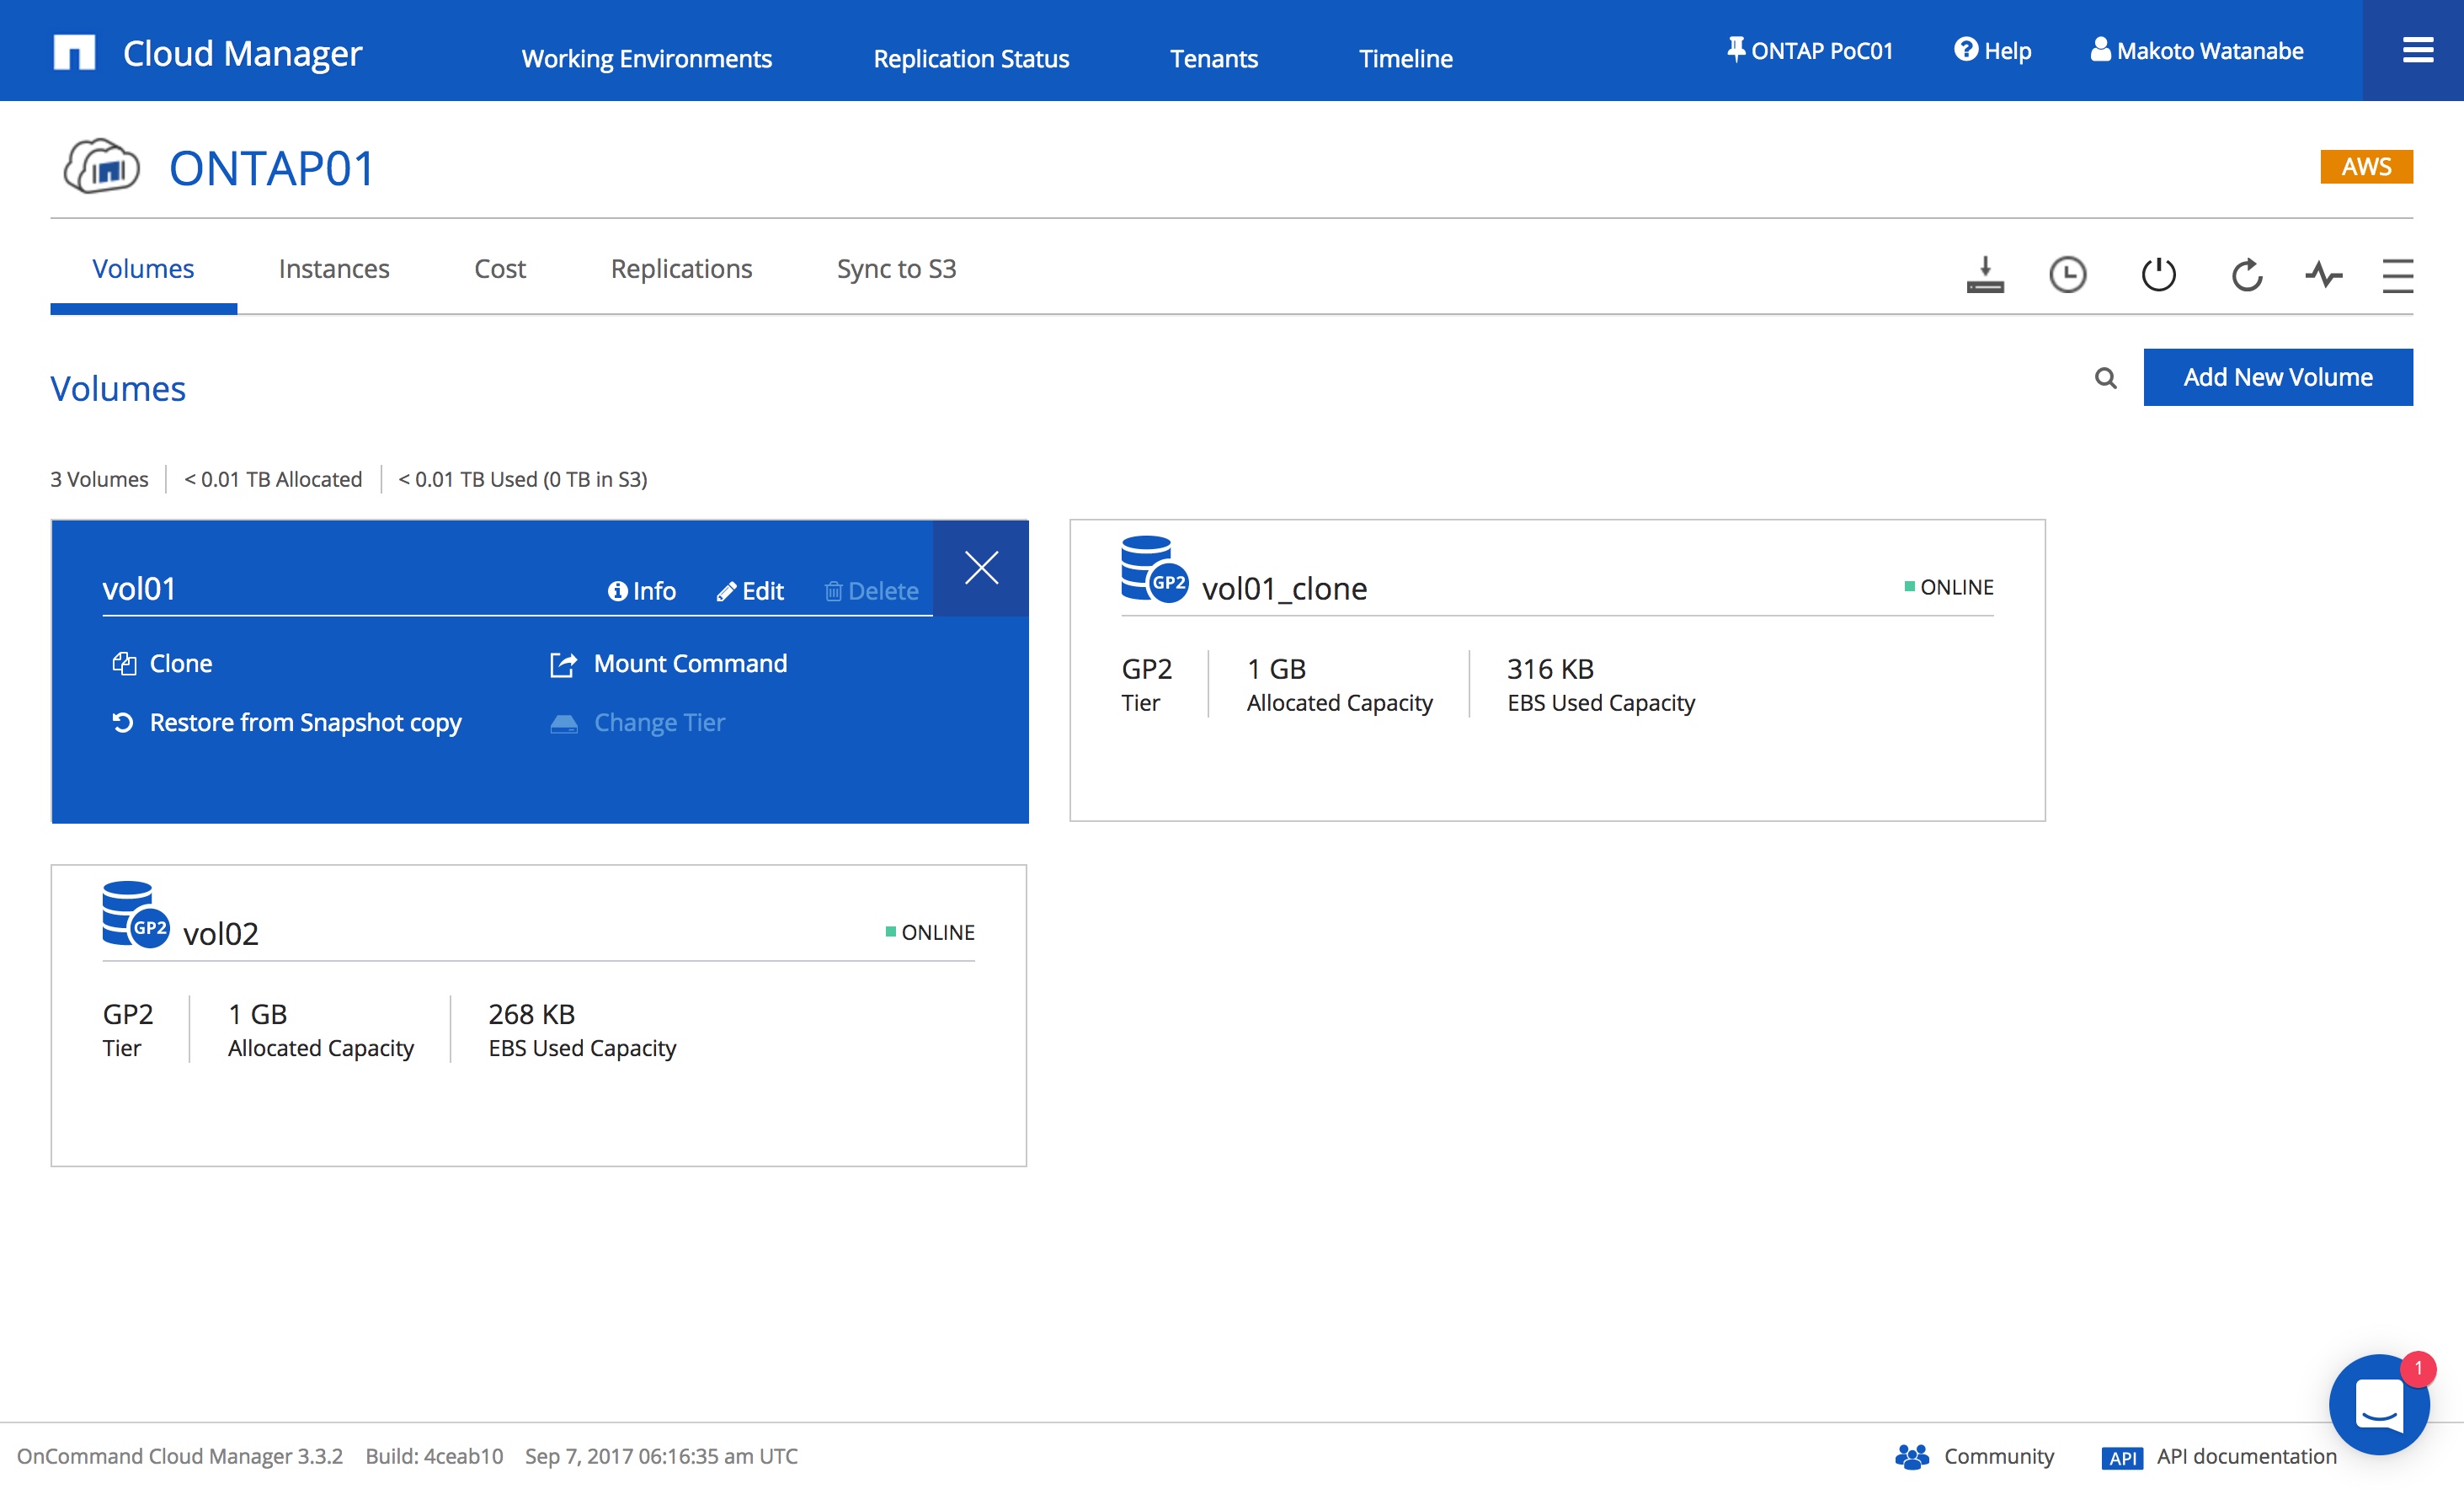 Cloud Manager Working Environments Replication Status Tenants Timeline ONTAP PoC01 Help Makoto Watanabe
ONTAP01 AWS
Volumes Instances Cost Replications Sync to S3
Volumes Add New Volume
3 Volumes < 0.01 TB Allocated < 0.01 TB Used (0 TB in S3)
vol01 Info Edit Delete
Clone Mount Command
Restore from Snapshot copy Change Tier
GP2 vol01_clone ONLINE
GP2 1 GB 316 KB
Tier Allocated Capacity EBS Used Capacity
GP2 vol02 ONLINE
GP2 1 GB 268 KB
Tier Allocated Capacity EBS Used Capacity
1
OnCommand Cloud Manager 3.3.2 Build: 4ceab10 Sep 7, 2017 06:16:35 am UTC Community API API documentation